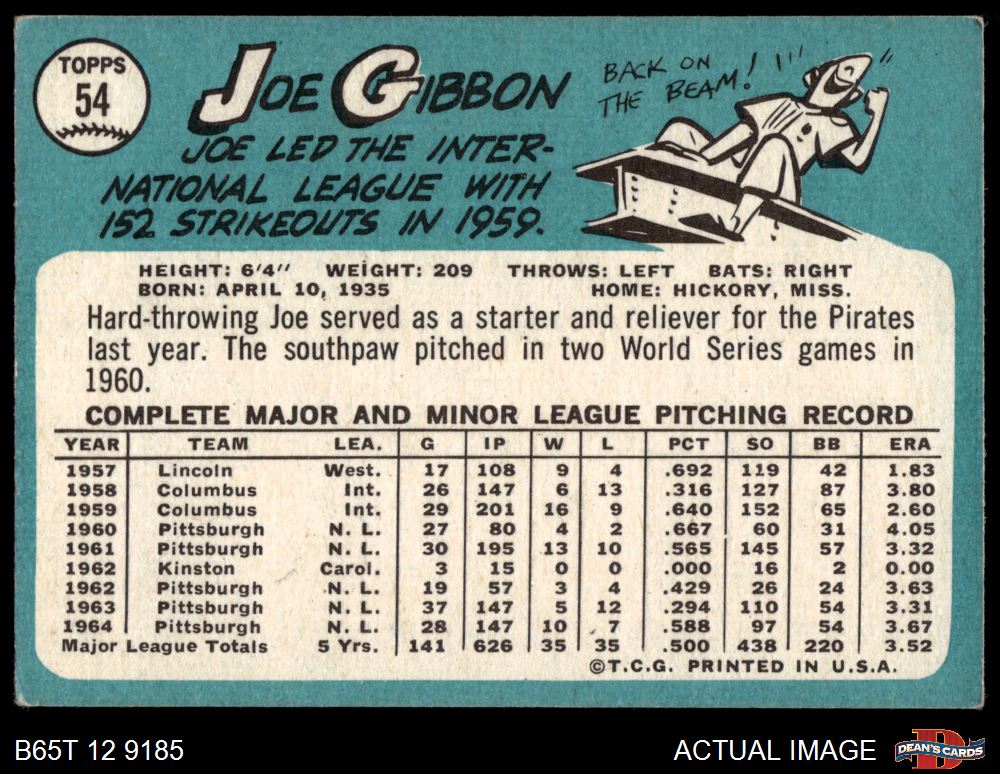 TOPPS
54
JOE GIBBON
JOE LED THE INTER-
NATIONAL LEAGUE WITH
152 STRIKEOUTS IN 1959.
BACK ON
THE BEAM!
HEIGHT: 6'4" WEIGHT: 209 THROWS: LEFT BATS: RIGHT
BORN: APRIL 10, 1935 HOME: HICKORY, MISS.
Hard-throwing Joe served as a starter and reliever for the Pirates
last year. The southpaw pitched in two World Series games in
1960.
COMPLETE MAJOR AND MINOR LEAGUE PITCHING RECORD
YEAR TEAM LEA. G IP W L PCT SO BB ERA
1957 Lincoln West. 17 108 9 4 .692 119 42 1.83
1958 Columbus Int. 26 147 6 13 .316 127 87 3.80
1959 Columbus Int. 29 201 16 9 .640 152 65 2.60
1960 Pittsburgh N. L. 27 80 4 2 .667 60 31 4.05
1961 Pittsburgh N. L. 30 195 13 10 .565 145 57 3.32
1962 Kinston Carol. 3 15 0 0 .000 16 2 0.00
1962 Pittsburgh N. L. 19 57 3 4 .429 26 24 3.63
1963 Pittsburgh N. L. 37 147 5 12 .294 110 54 3.31
1964 Pittsburgh N. L. 28 147 10 7 .588 97 54 3.67
Major League Totals 5 Yrs. 141 626 35 35 .500 438 220 3.52
©T.C.G. PRINTED IN U.S.A.
B65T 12 9185 ACTUAL IMAGE
D
DEAN'S CARDS